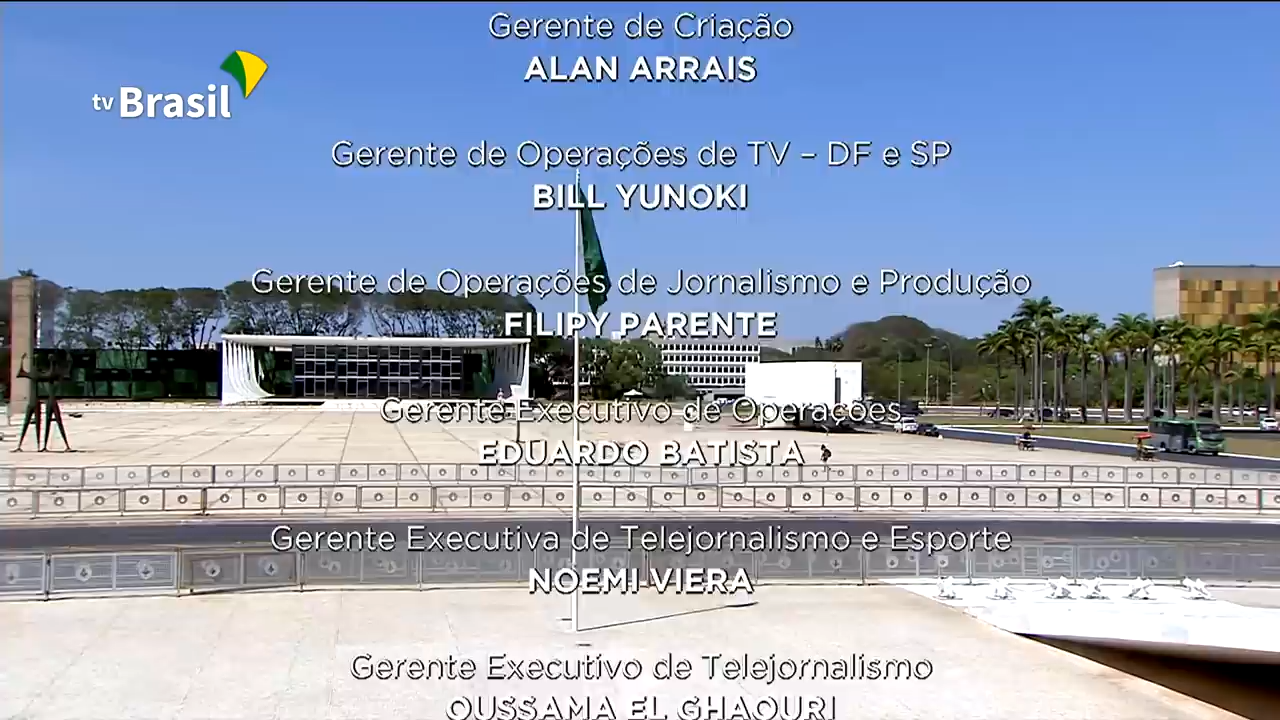 Gerente de Criação
ALAN ARRAIS
tv Brasil
Gerente de Operações de TV – DF e SP
BILL YUNOKI
Gerente de Operações de Jornalismo e Produção
FILIPY PARENTE
Gerente Executivo de Operações
EDUARDO BATISTA
Gerente Executiva de Telejornalismo e Esporte
NOEMI VIERA
Gerente Executivo de Telejornalismo
OUSSAMA EL GHAOURI